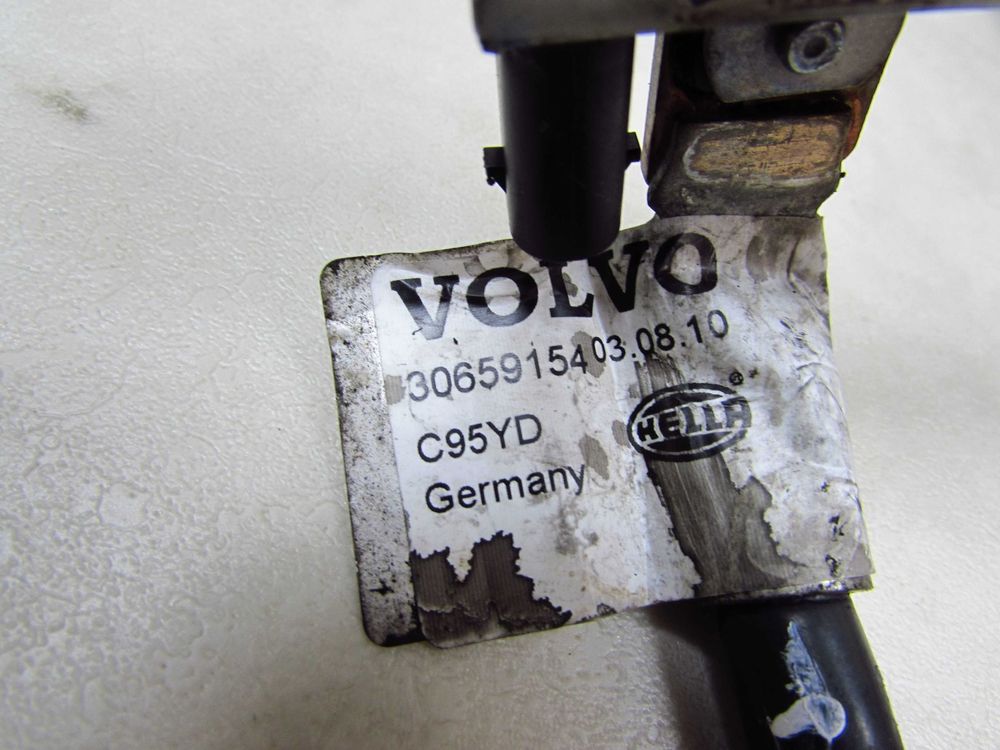 VOLVO
30659154 03.08.10
C95YD
HELLA
Germany